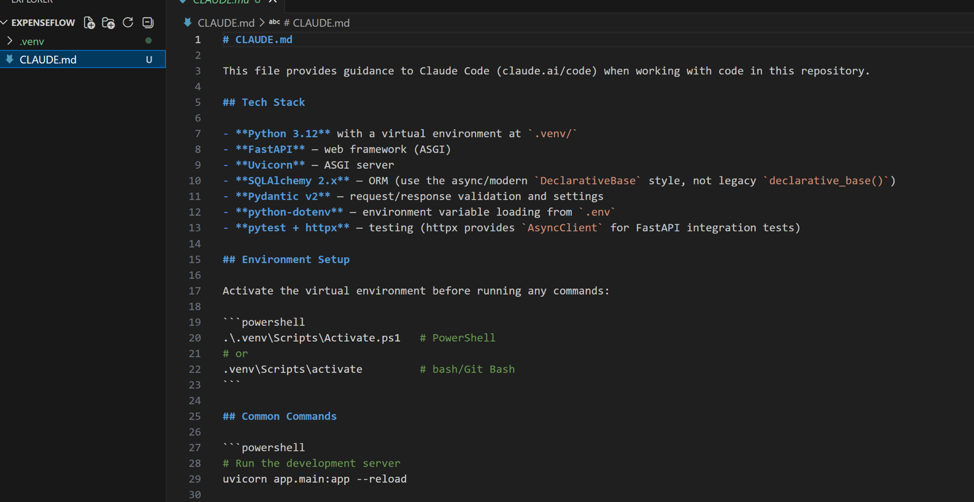 EXPLORER
CLAUDE.md U
EXPENSEFLOW
CLAUDE.md > abc # CLAUDE.md
.venv
CLAUDE.md U
1 # CLAUDE.md
2
3 This file provides guidance to Claude Code (claude.ai/code) when working with code in this repository.
4
5 ## Tech Stack
6
7 - **Python 3.12** with a virtual environment at `.venv/`
8 - **FastAPI** — web framework (ASGI)
9 - **Uvicorn** — ASGI server
10 - **SQLAlchemy 2.x** — ORM (use the async/modern `DeclarativeBase` style, not legacy `declarative_base()`)
11 - **Pydantic v2** — request/response validation and settings
12 - **python-dotenv** — environment variable loading from `.env`
13 - **pytest + httpx** — testing (httpx provides `AsyncClient` for FastAPI integration tests)
14
15 ## Environment Setup
16
17 Activate the virtual environment before running any commands:
18
19 ```powershell
20 .\.venv\Scripts\Activate.ps1 # PowerShell
21 # or
22 .venv\Scripts\activate # bash/Git Bash
23 ```
24
25 ## Common Commands
26
27 ```powershell
28 # Run the development server
29 uvicorn app.main:app --reload
30